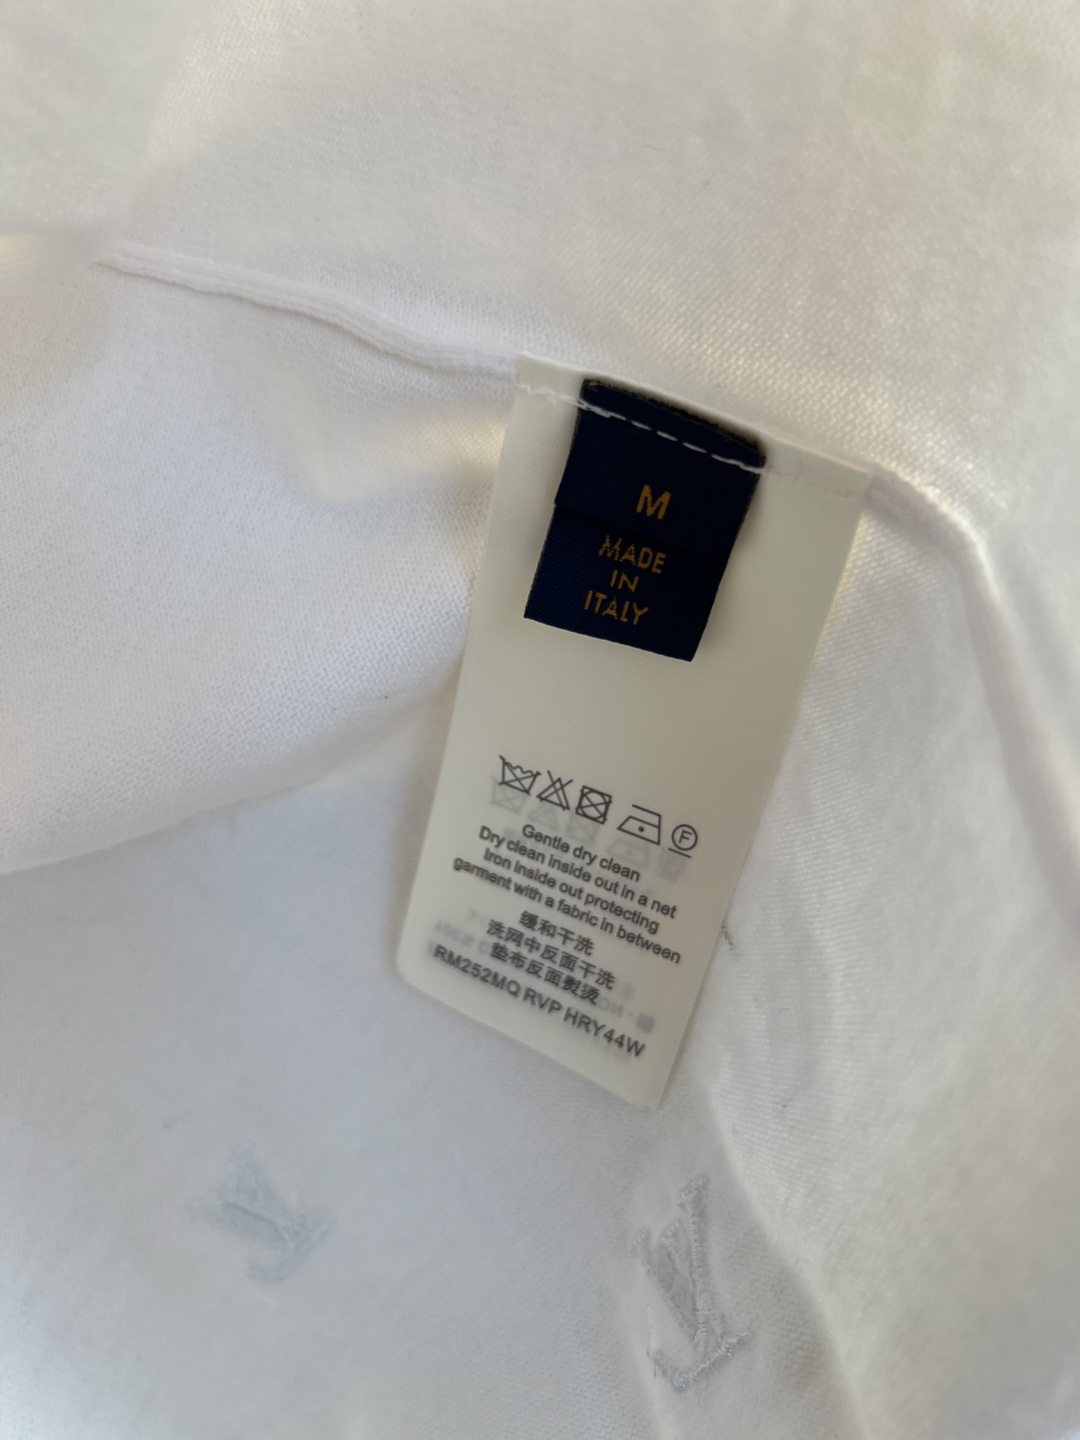 M
MADE
IN
ITALY
F
Gentle dry clean
Dry clean inside out in a net
Iron inside out protecting
garment with a fabric in between
缓和干洗
洗网中反面干洗
垫布反面熨烫
RM252MQ RVP HRY44W
LV
LV